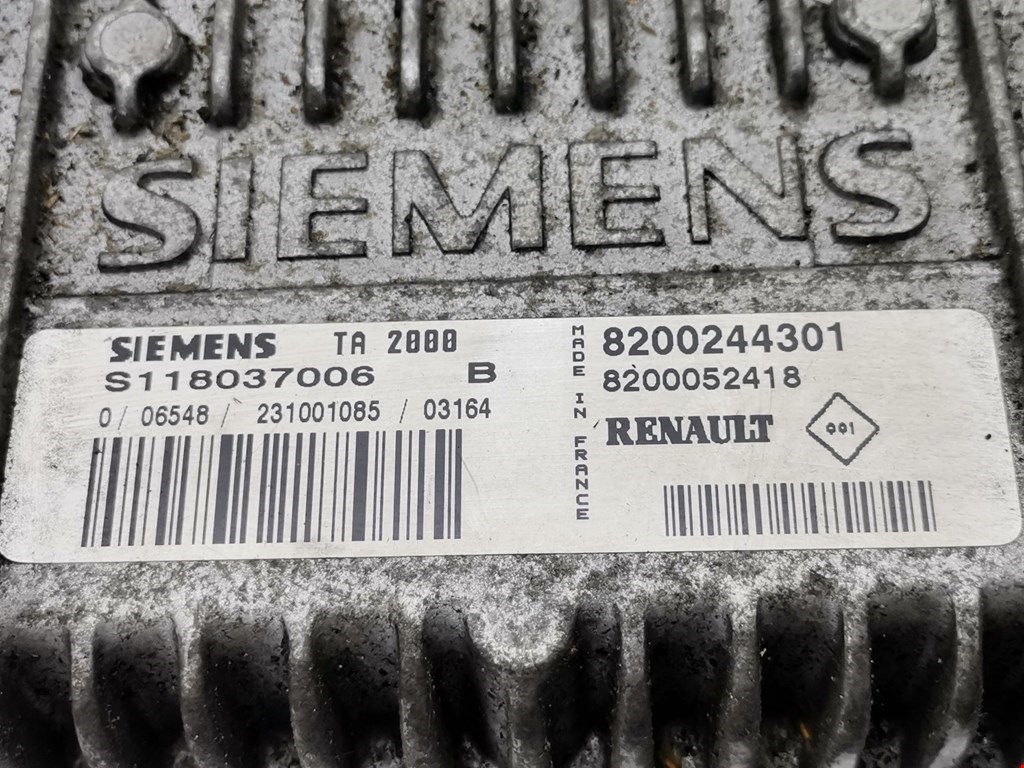 SIEMENS
SIEMENS TA 2000
S118037006 B
0 / 06548 / 231001085 / 03164
MADE IN FRANCE
8200244301
8200052418
RENAULT 001